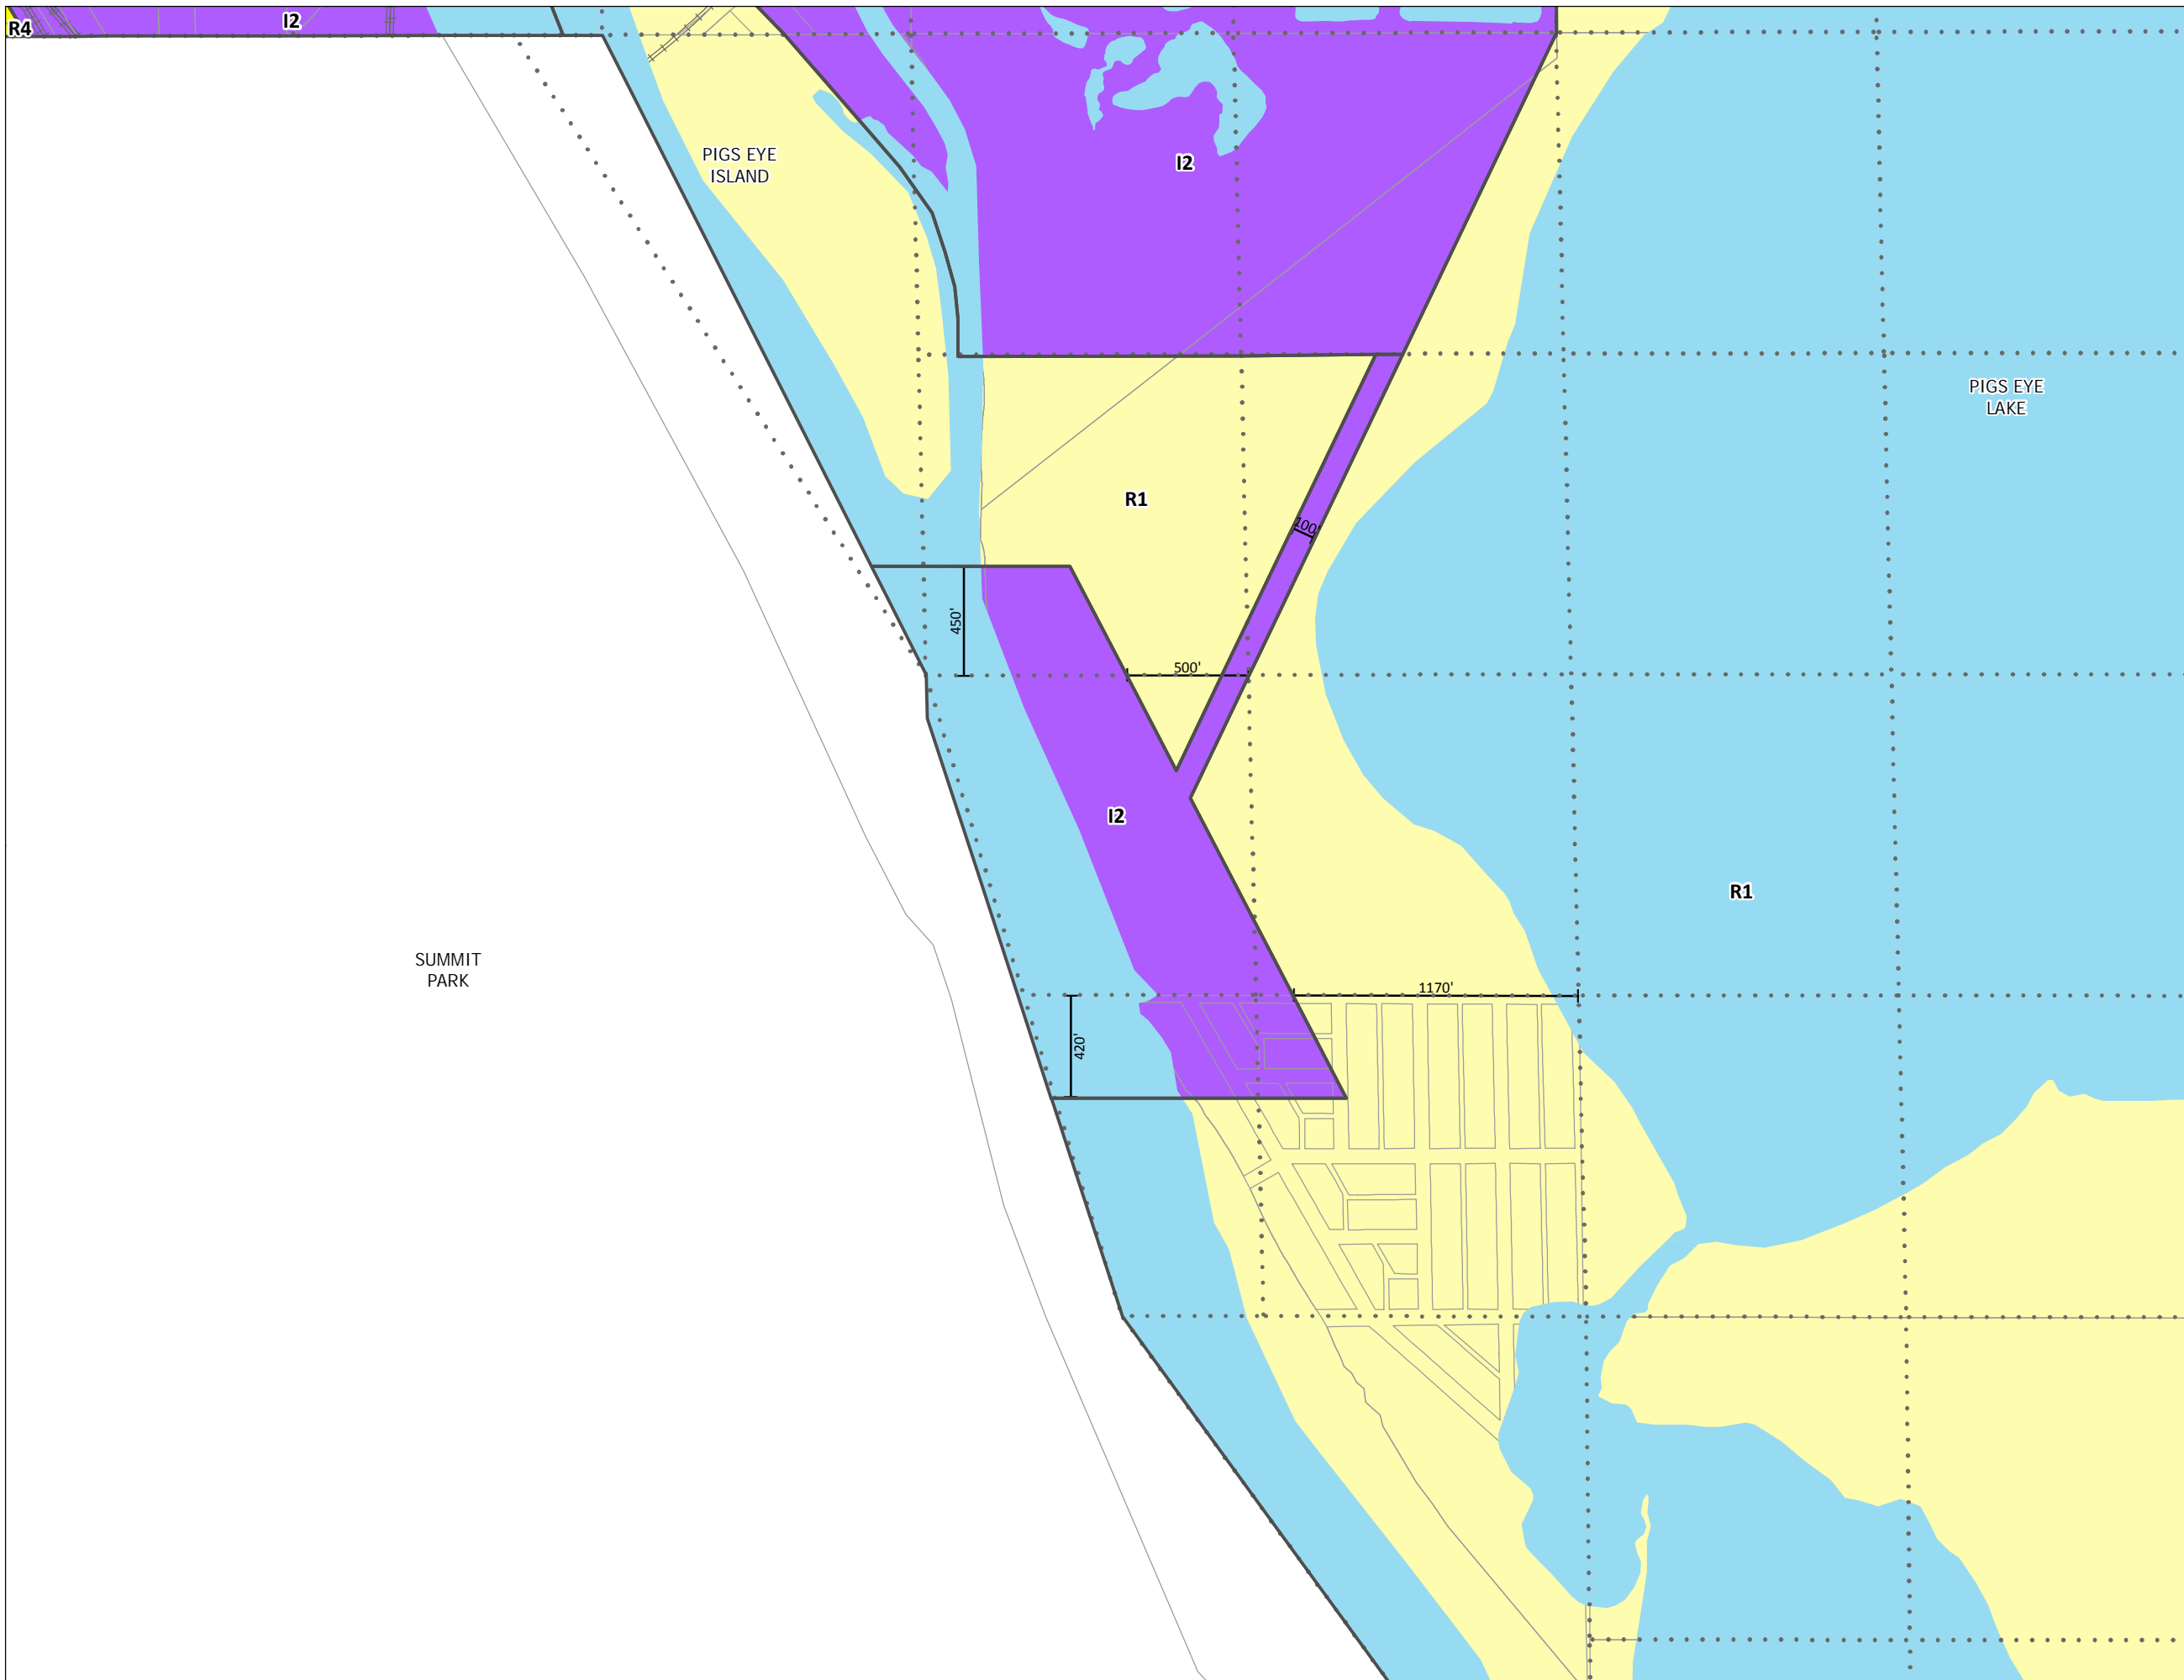 R4
I2
PIGS EYE
ISLAND
I2
PIGS EYE
LAKE
R1
100'
450'
500'
I2
R1
SUMMIT
PARK
1170'
420'